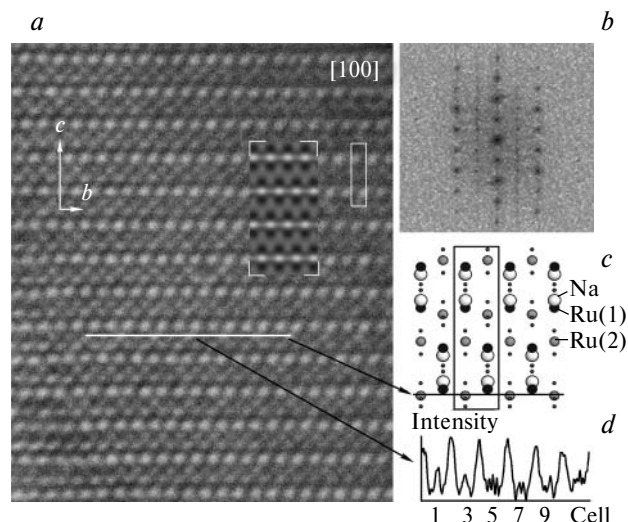 a
b
[100]
c
b
c
Na
Ru(1)
Ru(2)
Intensity
d
1 3 5 7 9 Cell